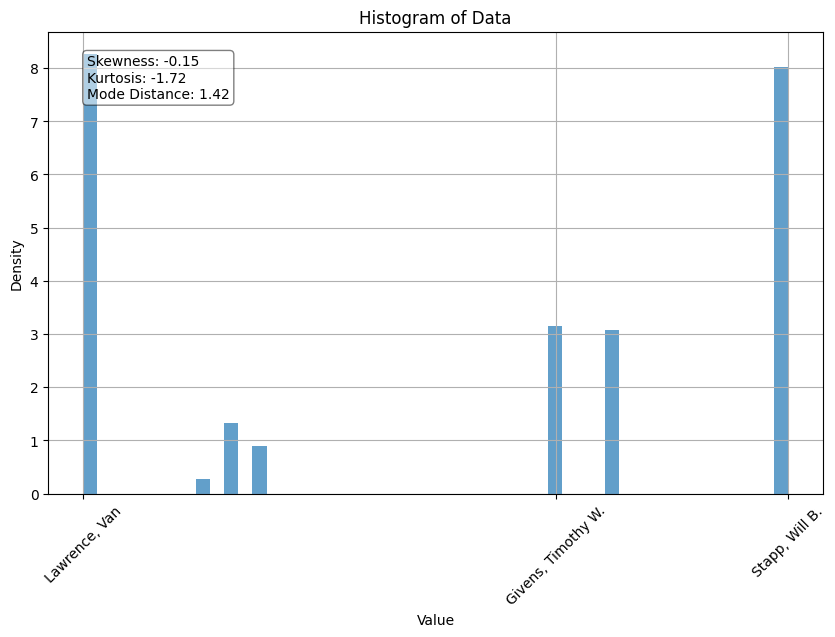 Histogram of Data
Skewness: -0.15
Kurtosis: -1.72
Mode Distance: 1.42
Density
8
7
6
5
4
3
2
1
0
Lawrence, Van
Givens, Timothy W.
Stapp, Will B.
Value